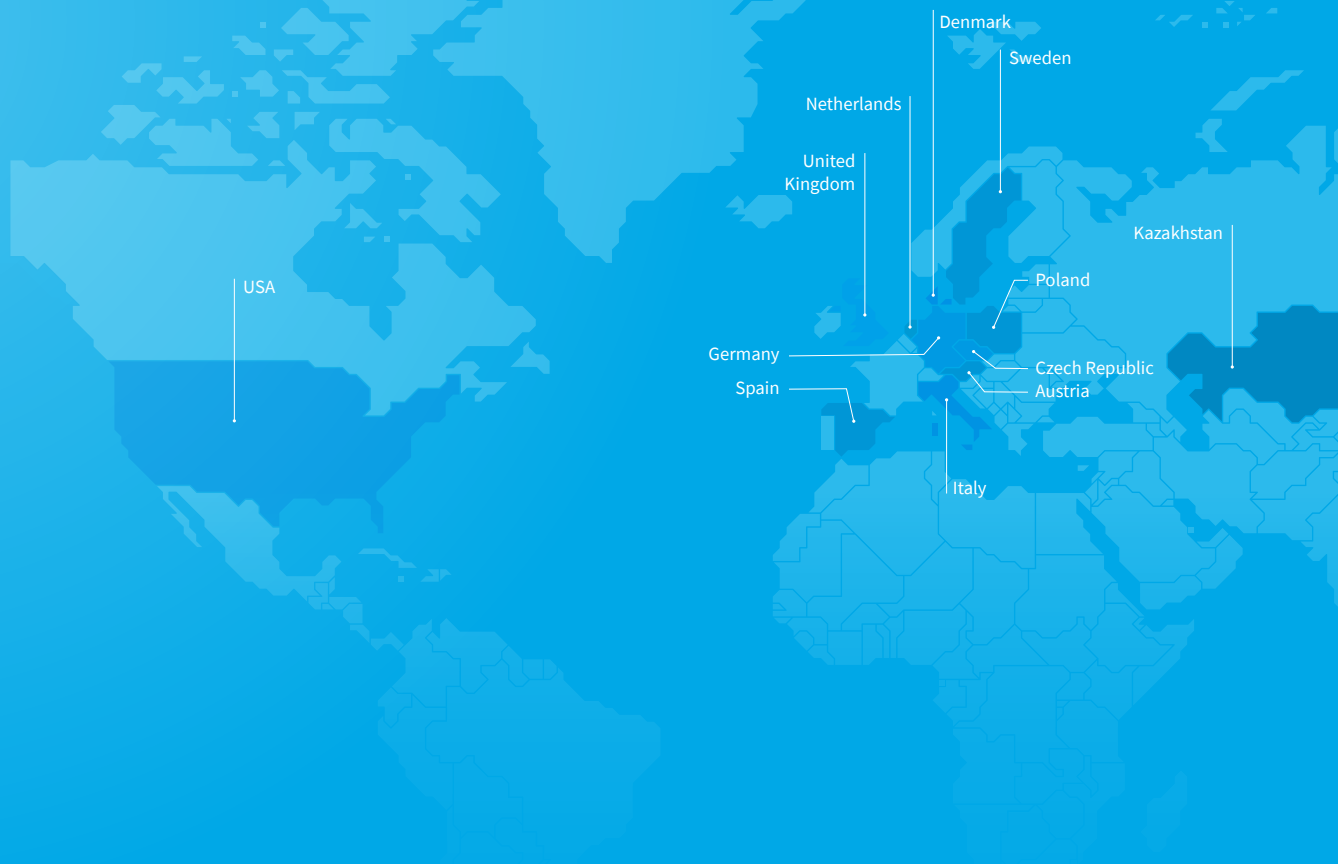 Denmark
Sweden
Netherlands
United
Kingdom
Kazakhstan
USA
Poland
Germany
Czech Republic
Spain
Austria
Italy